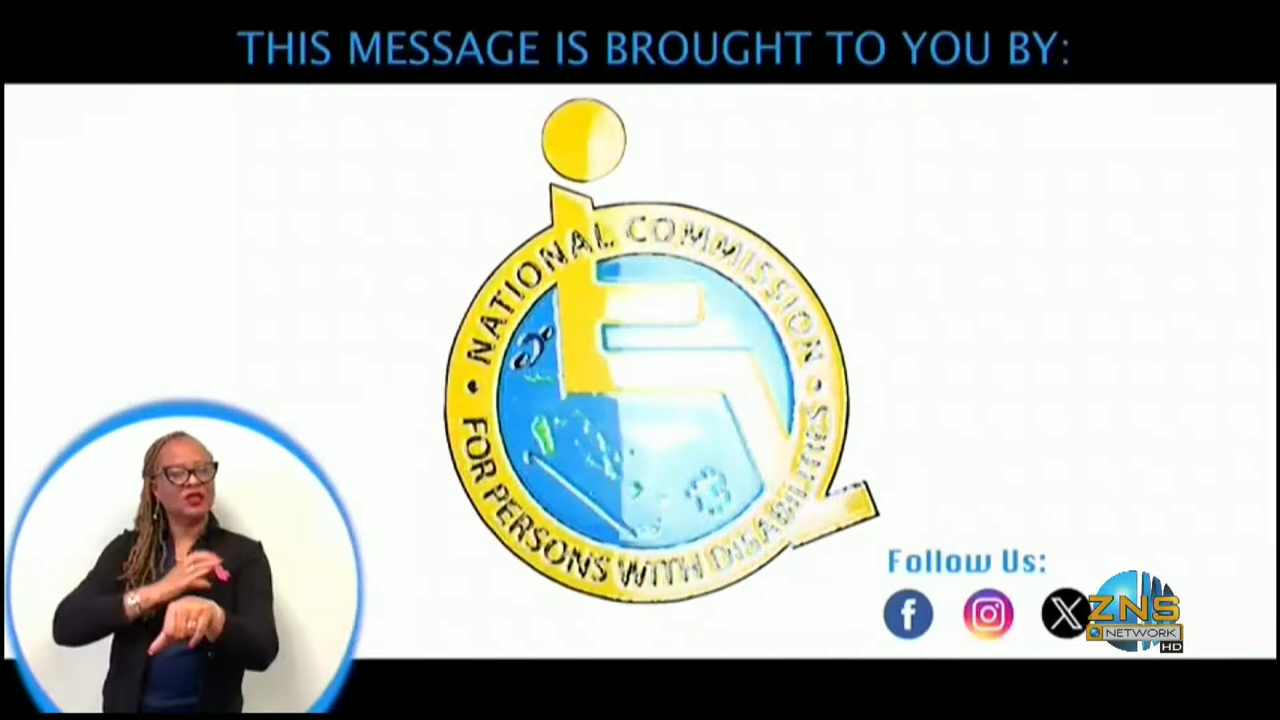 THIS MESSAGE IS BROUGHT TO YOU BY:
NATIONAL COMMISSION
FOR PERSONS WITH DISABILITIES
Follow Us:
ZNS
NETWORK
HD